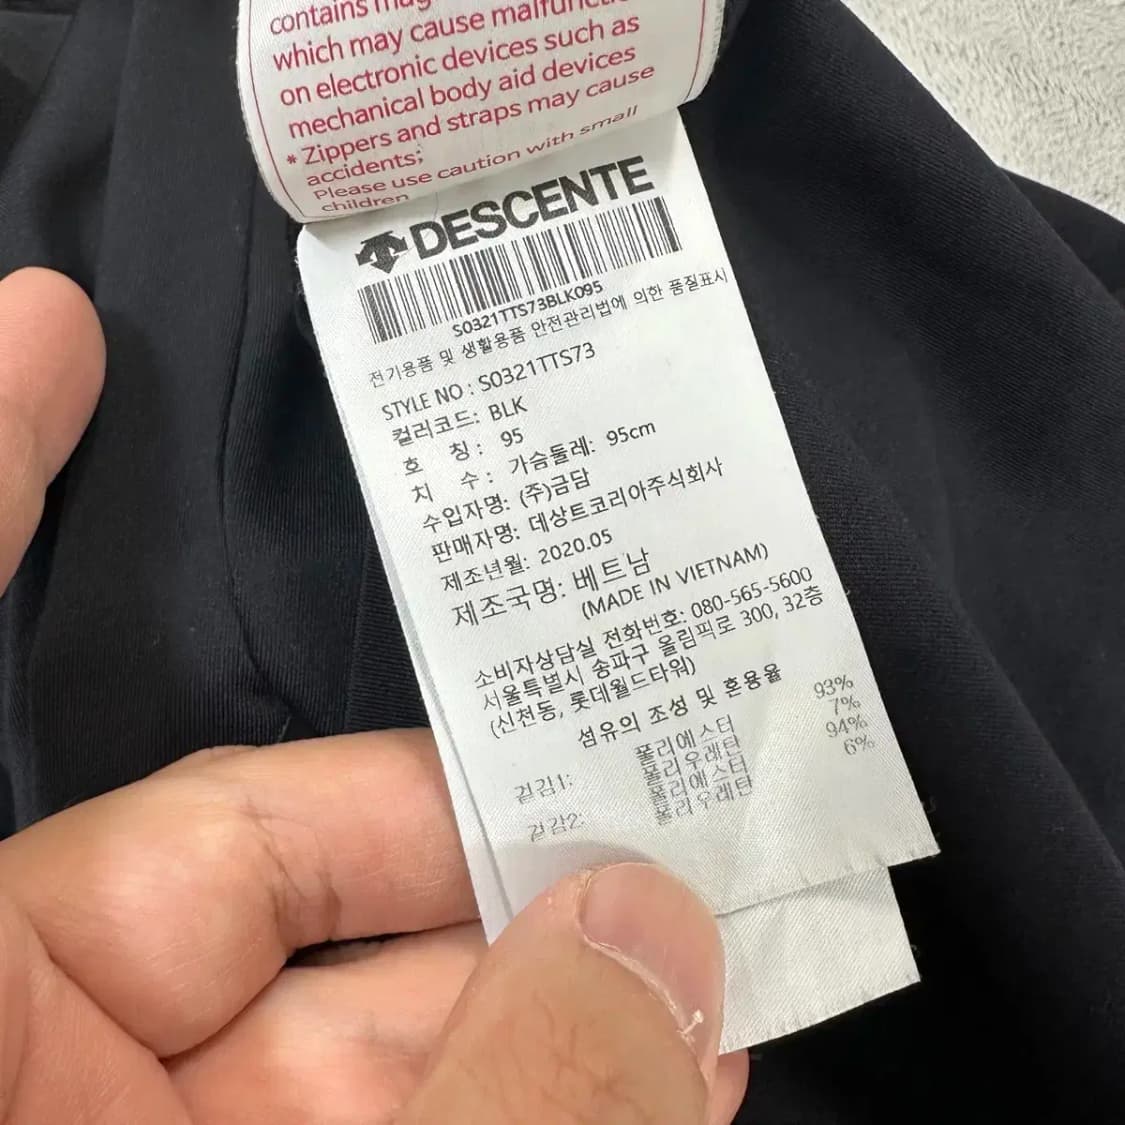 contains
which may cause
on electronic devices such as
mechanical body aid devices
* Zippers and straps may cause
accidents;
Please use caution with small
children
DESCENTE
S0321TTS73BLK095
전기용품 및 생활용품 안전관리법에 의한 품질표시
STYLE NO : S0321TTS73
컬러코드: BLK
호 칭: 95
치 수: 가슴둘레: 95cm
수입자명: (주)금담
판매자명: 데상트코리아주식회사
제조년월: 2020.05
제조국명: 베트남
(MADE IN VIETNAM)
소비자상담실 전화번호: 080-565-5600
서울특별시 송파구 올림픽로 300, 32층
(신천동, 롯데월드타워)
섬유의 조성 및 혼용율
겉감1: 폴리에스터 93%
폴리우레탄 7%
겉감2: 폴리에스터 94%
폴리우레탄 6%